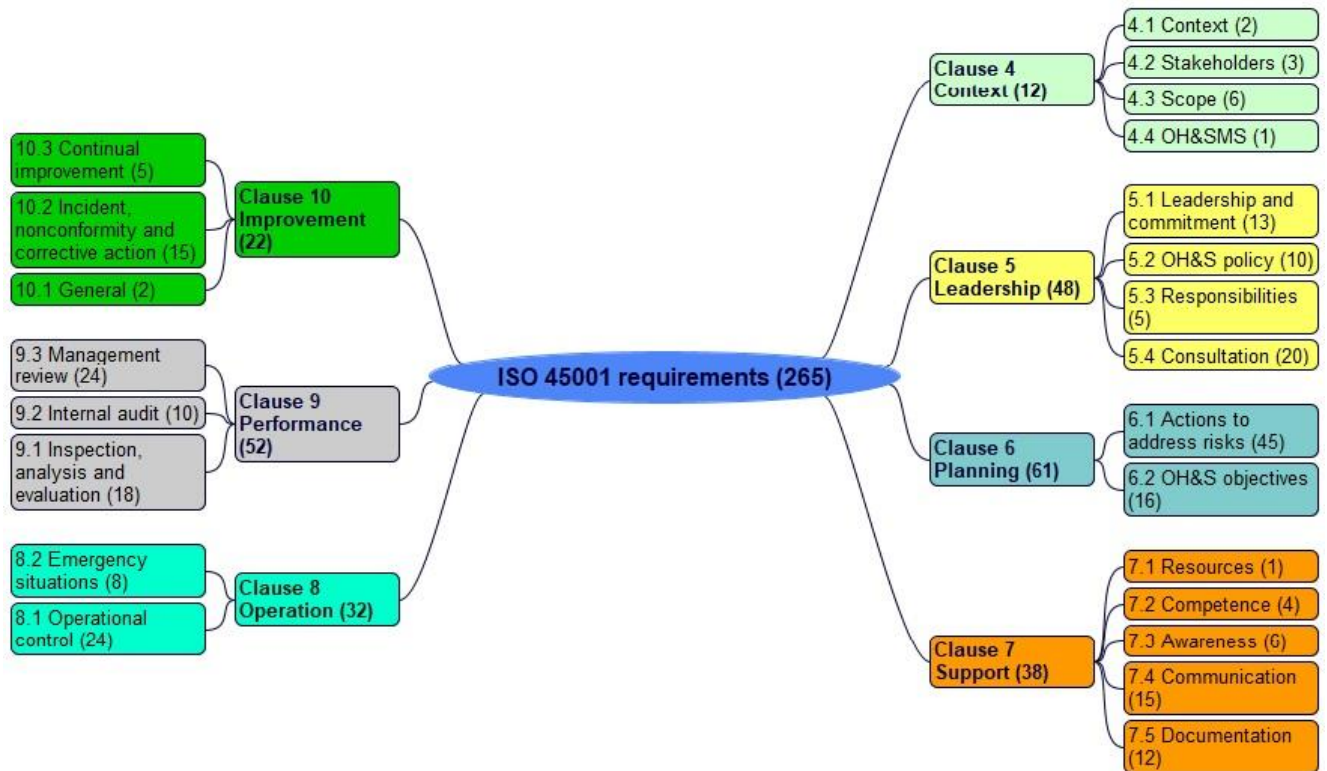 ISO 45001 requirements (265)
Clause 4
Context (12)
4.1 Context (2)
4.2 Stakeholders (3)
4.3 Scope (6)
4.4 OH&SMS (1)
Clause 5
Leadership (48)
5.1 Leadership and
commitment (13)
5.2 OH&S policy (10)
5.3 Responsibilities
(5)
5.4 Consultation (20)
Clause 6
Planning (61)
6.1 Actions to
address risks (45)
6.2 OH&S objectives
(16)
Clause 7
Support (38)
7.1 Resources (1)
7.2 Competence (4)
7.3 Awareness (6)
7.4 Communication
(15)
7.5 Documentation
(12)
Clause 8
Operation (32)
8.2 Emergency
situations (8)
8.1 Operational
control (24)
Clause 9
Performance
(52)
9.3 Management
review (24)
9.2 Internal audit (10)
9.1 Inspection,
analysis and
evaluation (18)
Clause 10
Improvement
(22)
10.3 Continual
improvement (5)
10.2 Incident,
nonconformity and
corrective action (15)
10.1 General (2)